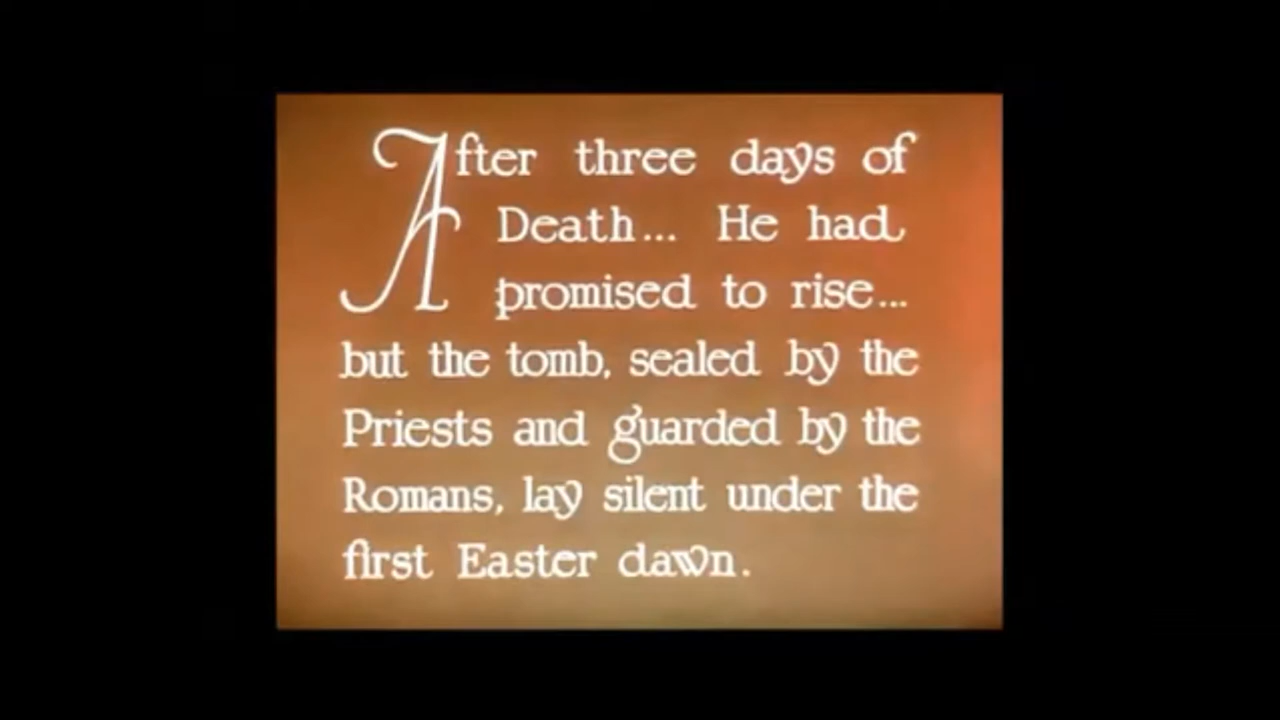 After three days of
Death... He had
promised to rise...
but the tomb, sealed by the
Priests and guarded by the
Romans, lay silent under the
first Easter dawn.